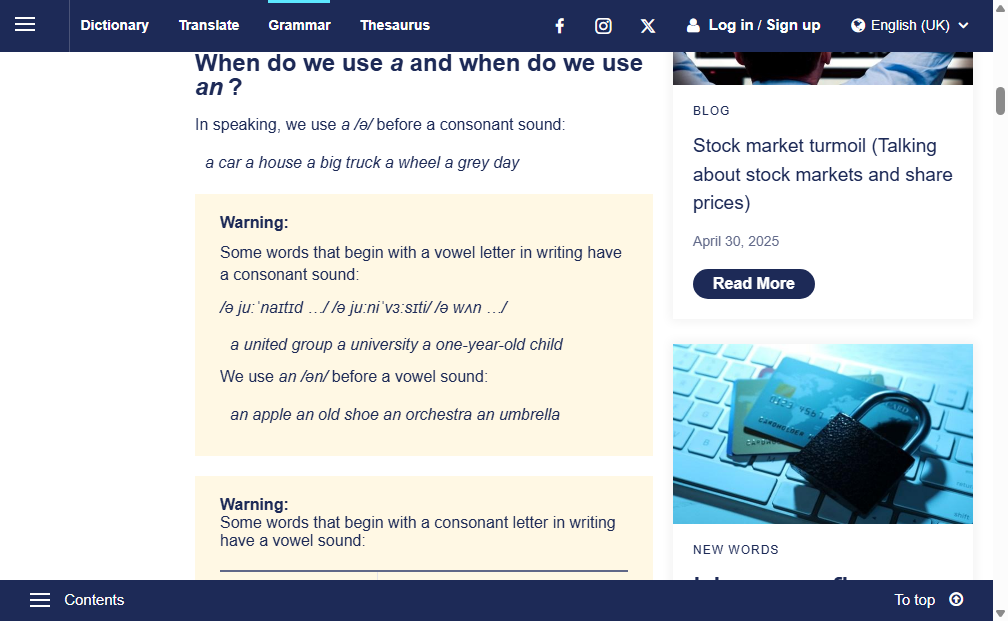 Dictionary
Translate
Grammar
Thesaurus
Log in / Sign up
English (UK)
When do we use a and when do we use
an ?
In speaking, we use a /ə/ before a consonant sound:
a car a house a big truck a wheel a grey day
Warning:
Some words that begin with a vowel letter in writing have
a consonant sound:
/ə juːˈnaɪtɪd …/ /ə juːniˈvɜːsɪti/ /ə wʌn …/
a united group a university a one-year-old child
We use an /ən/ before a vowel sound:
an apple an old shoe an orchestra an umbrella
Warning:
Some words that begin with a consonant letter in writing
have a vowel sound:
BLOG
Stock market turmoil (Talking
about stock markets and share
prices)
April 30, 2025
Read More
NEW WORDS
Contents
To top